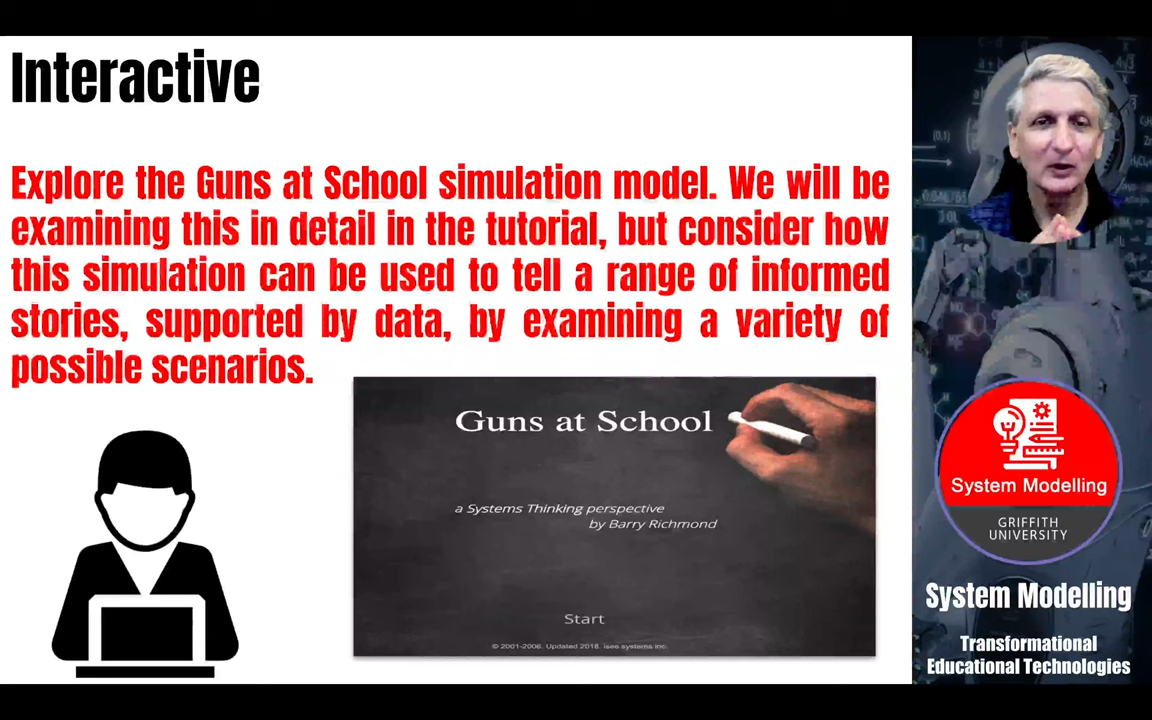 Interactive
Explore the Guns at School simulation model. We will be
examining this in detail in the tutorial, but consider how
this simulation can be used to tell a range of informed
stories, supported by data, by examining a variety of
possible scenarios.
Guns at School
a Systems Thinking perspective
by Barry Richmond
Start
© 2001-2006. Updated 2018. isee systems inc.
System Modelling
GRIFFITH
UNIVERSITY
System Modelling
Transformational
Educational Technologies